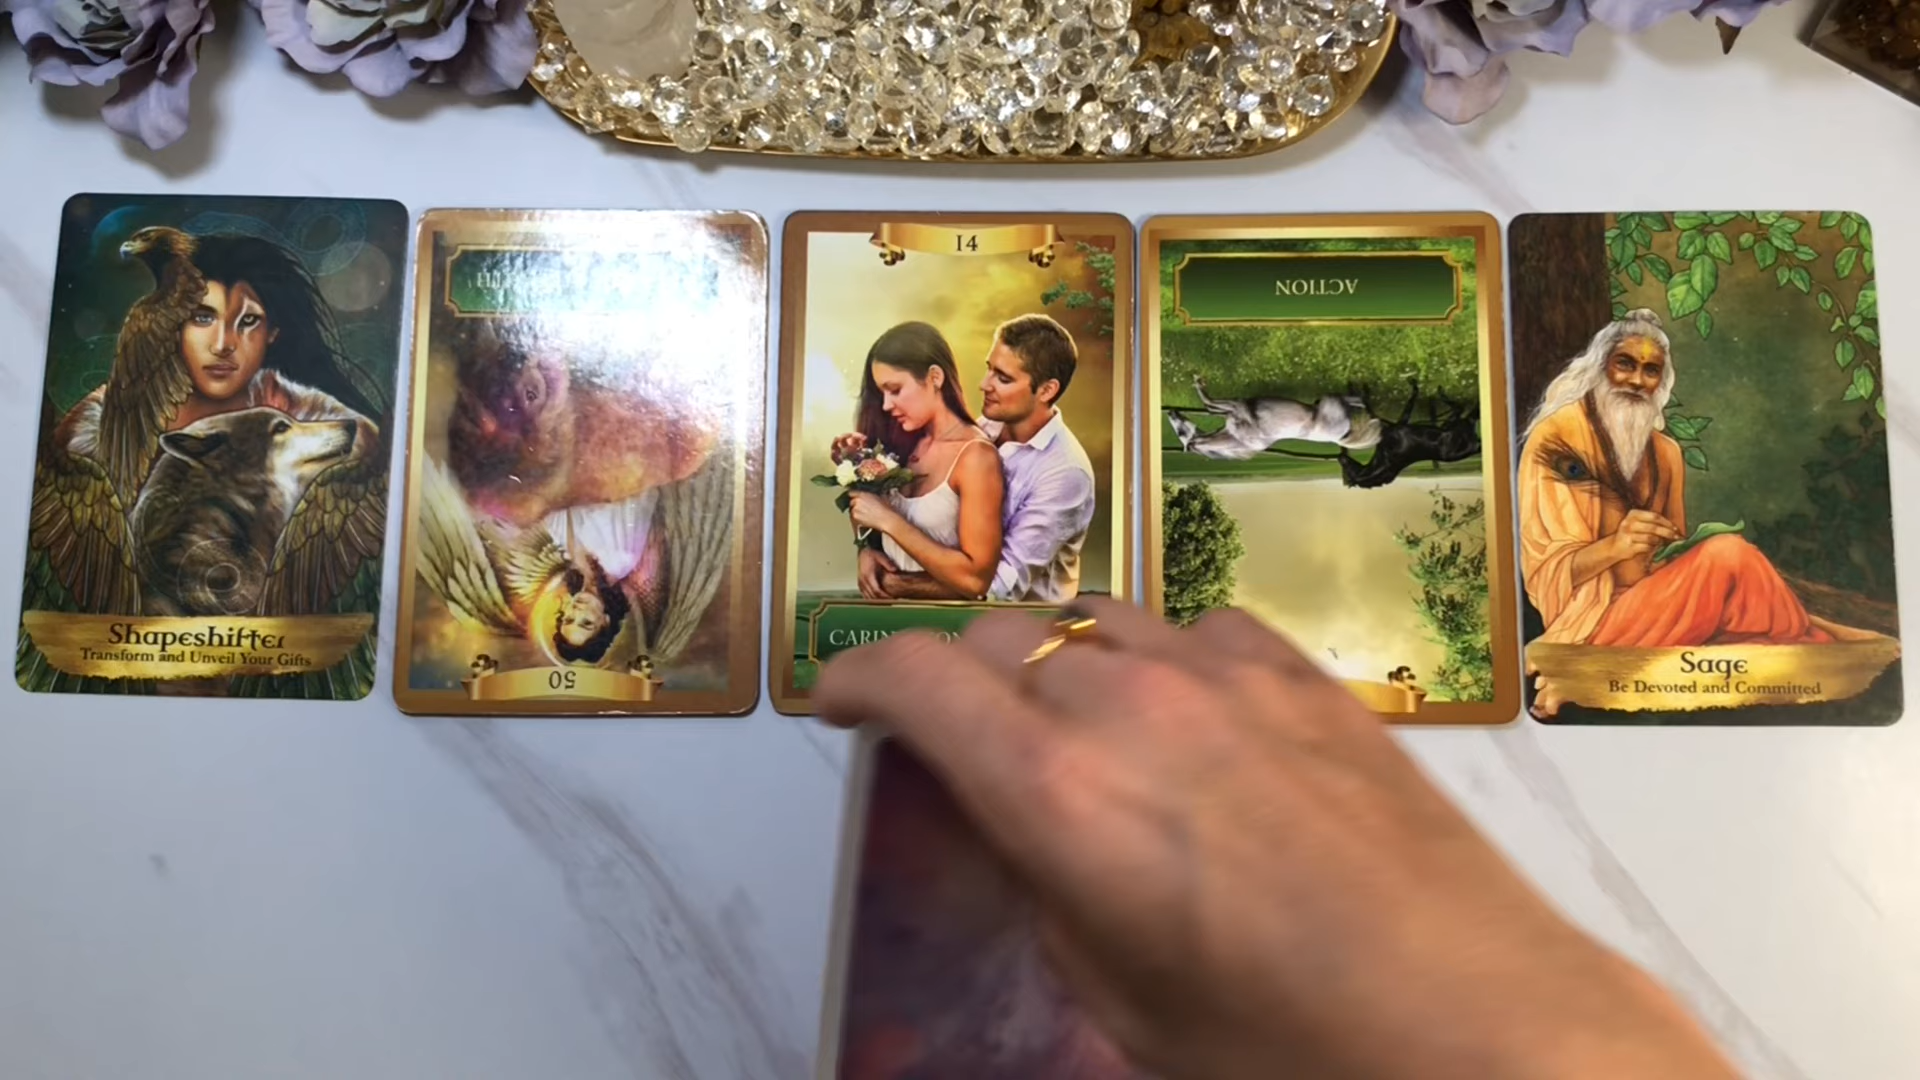 Shapeshifter
Transform and Unveil Your Gifts
50
14
ACTION
Sage
Be Devoted and Committed